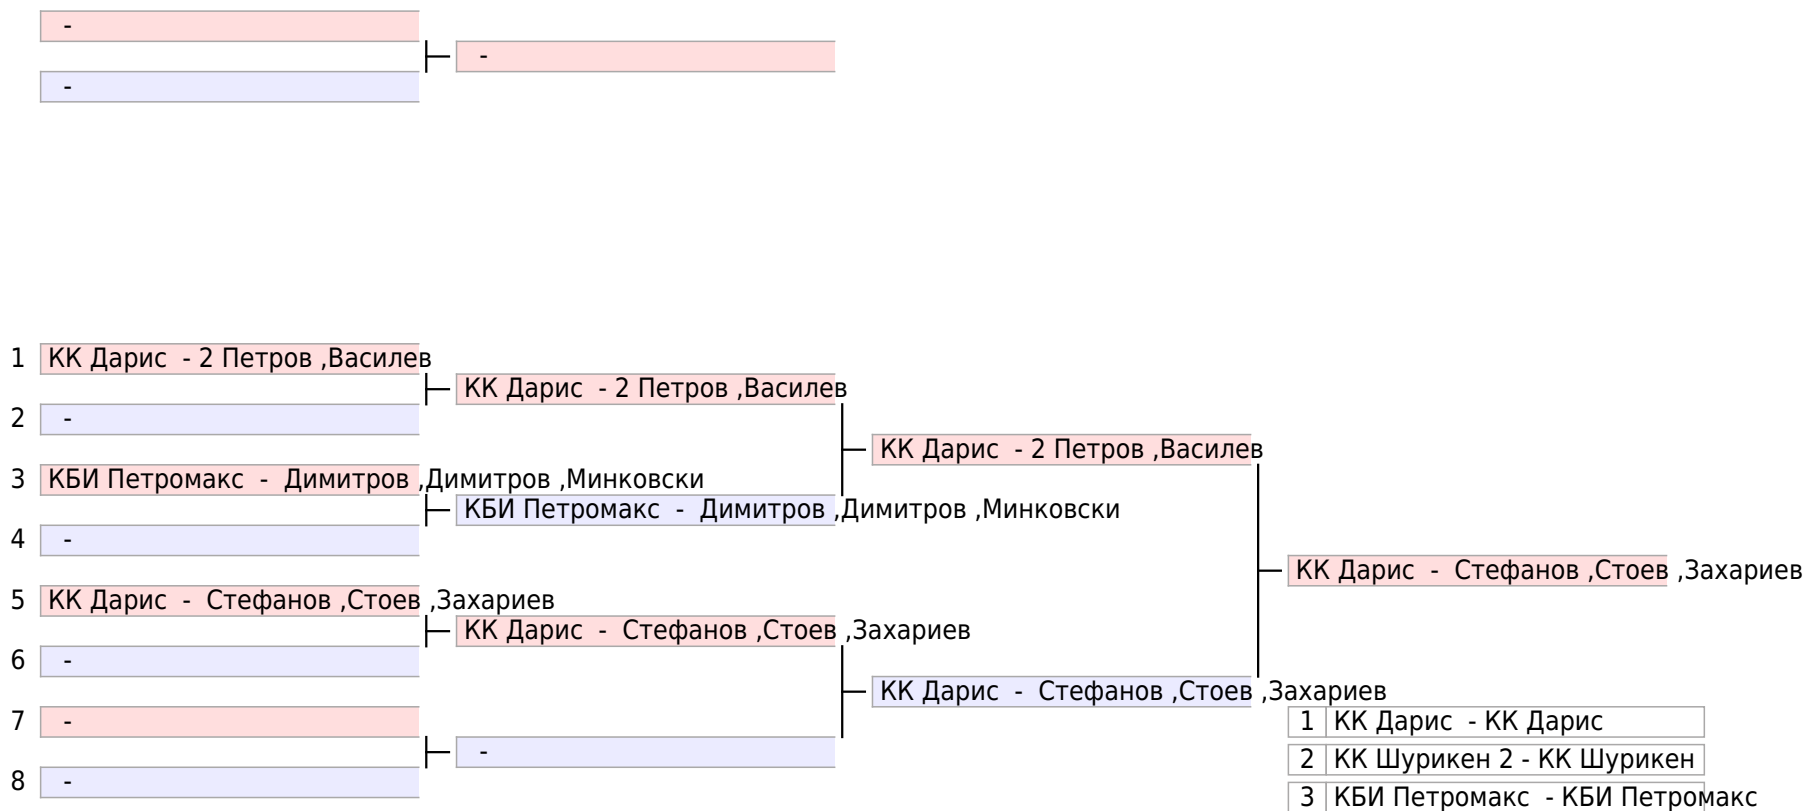 -
-
-
1 КК Дарис - 2 Петров ,Василев
КК Дарис - 2 Петров ,Василев
2 -
КК Дарис - 2 Петров ,Василев
3 КБИ Петромакс - Димитров ,Димитров ,Минковски
КБИ Петромакс - Димитров ,Димитров ,Минковски
4 -
КК Дарис - Стефанов ,Стоев ,Захариев
5 КК Дарис - Стефанов ,Стоев ,Захариев
КК Дарис - Стефанов ,Стоев ,Захариев
6 -
КК Дарис - Стефанов ,Стоев ,Захариев
7 -
-
8 -
1 КК Дарис - КК Дарис
2 КК Шурикен 2 - КК Шурикен
3 КБИ Петромакс - КБИ Петромакс